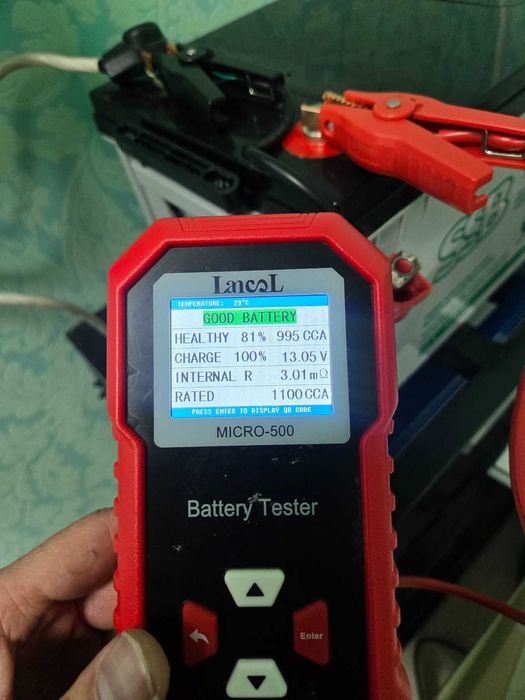 Lancol
TEMPERATURE: 29°C
GOOD BATTERY
HEALTHY 81% 995 CCA
CHARGE 100% 13.05 V
INTERNAL R 3.01 mΩ
RATED 1100 CCA
PRESS ENTER TO DISPLAY QR CODE
MICRO-500
Battery Tester
Enter